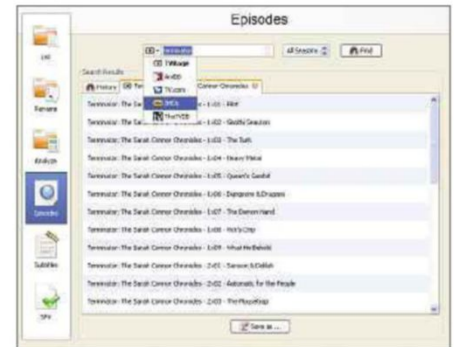 Episodes
List
terminator
All Seasons
Find
TVRage
AniDB
TV.com
IMDb
TheTVDB
Search Results
History
Connor Chronicles
Rename
Analyze
Episodes
Subtitles
SFV
Terminator: The Sarah Connor Chronicles - 1x01 - Pilot
Terminator: The Sarah Connor Chronicles - 1x02 - Gnothi Seauton
Terminator: The Sarah Connor Chronicles - 1x03 - The Turk
Terminator: The Sarah Connor Chronicles - 1x04 - Heavy Metal
Terminator: The Sarah Connor Chronicles - 1x05 - Queen's Gambit
Terminator: The Sarah Connor Chronicles - 1x06 - Dungeons & Dragons
Terminator: The Sarah Connor Chronicles - 1x07 - The Demon Hand
Terminator: The Sarah Connor Chronicles - 1x08 - Vick's Chip
Terminator: The Sarah Connor Chronicles - 1x09 - What He Beheld
Terminator: The Sarah Connor Chronicles - 2x01 - Samson & Delilah
Terminator: The Sarah Connor Chronicles - 2x02 - Automatic for the People
Terminator: The Sarah Connor Chronicles - 2x03 - The Mousetrap
Save as ...